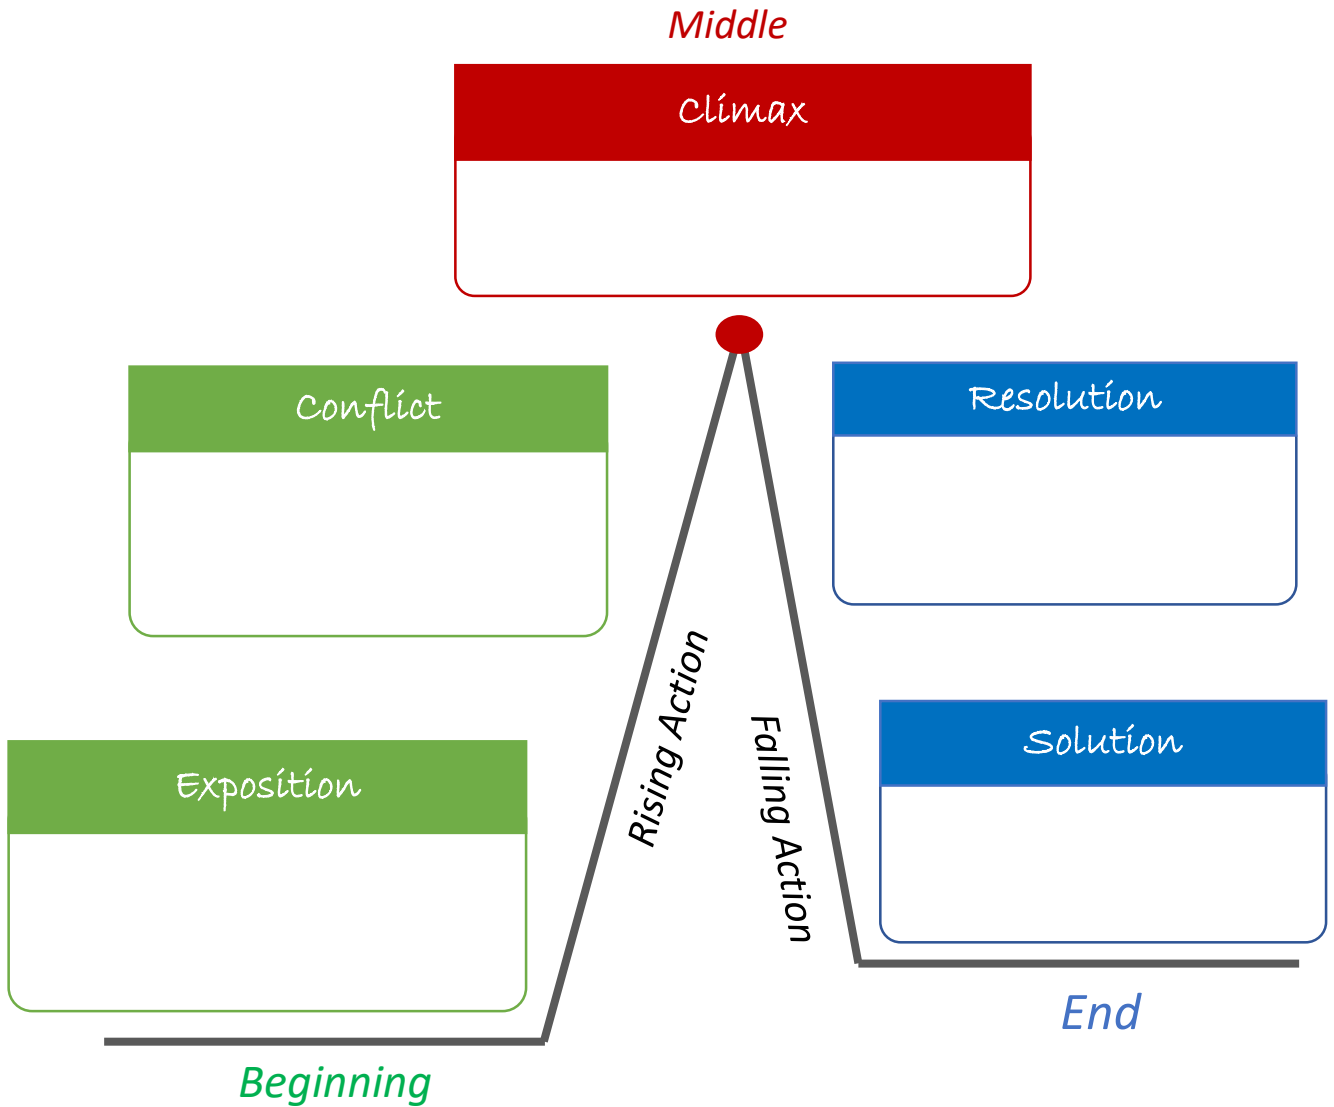 Middle
Climax
Conflict
Resolution
Rising Action
Falling Action
Exposition
Solution
End
Beginning